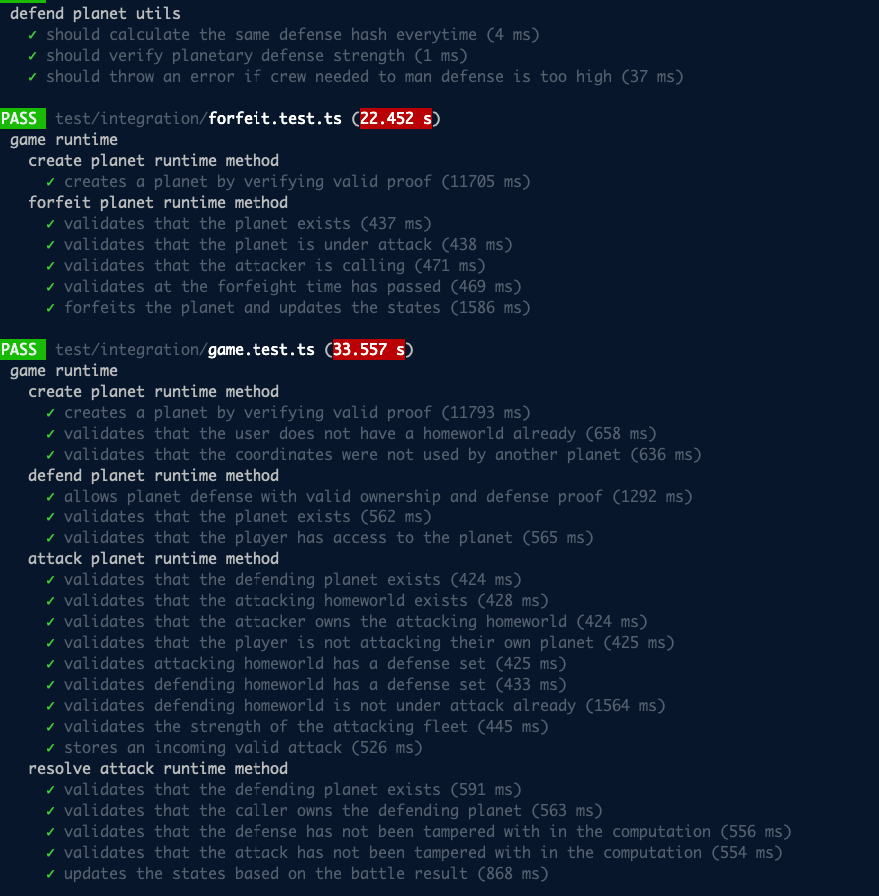 defend planet utils
✓ should calculate the same defense hash everytime (4 ms)
✓ should verify planetary defense strength (1 ms)
✓ should throw an error if crew needed to man defense is too high (37 ms)
PASS test/integration/forfeit.test.ts (22.452 s)
game runtime
create planet runtime method
✓ creates a planet by verifying valid proof (11705 ms)
forfeit planet runtime method
✓ validates that the planet exists (437 ms)
✓ validates that the planet is under attack (438 ms)
✓ validates that the attacker is calling (471 ms)
✓ validates at the forfeight time has passed (469 ms)
✓ forfeits the planet and updates the states (1586 ms)
PASS test/integration/game.test.ts (33.557 s)
game runtime
create planet runtime method
✓ creates a planet by verifying valid proof (11793 ms)
✓ validates that the user does not have a homeworld already (658 ms)
✓ validates that the coordinates were not used by another planet (636 ms)
defend planet runtime method
✓ allows planet defense with valid ownership and defense proof (1292 ms)
✓ validates that the planet exists (562 ms)
✓ validates that the player has access to the planet (565 ms)
attack planet runtime method
✓ validates that the defending planet exists (424 ms)
✓ validates that the attacking homeworld exists (428 ms)
✓ validates that the attacker owns the attacking homeworld (424 ms)
✓ validates that the player is not attacking their own planet (425 ms)
✓ validates attacking homeworld has a defense set (425 ms)
✓ validates defending homeworld has a defense set (433 ms)
✓ validates defending homeworld is not under attack already (1564 ms)
✓ validates the strength of the attacking fleet (445 ms)
✓ stores an incoming valid attack (526 ms)
resolve attack runtime method
✓ validates that the defending planet exists (591 ms)
✓ validates that the caller owns the defending planet (563 ms)
✓ validates that the defense has not been tampered with in the computation (556 ms)
✓ validates that the attack has not been tampered with in the computation (554 ms)
✓ updates the states based on the battle result (868 ms)